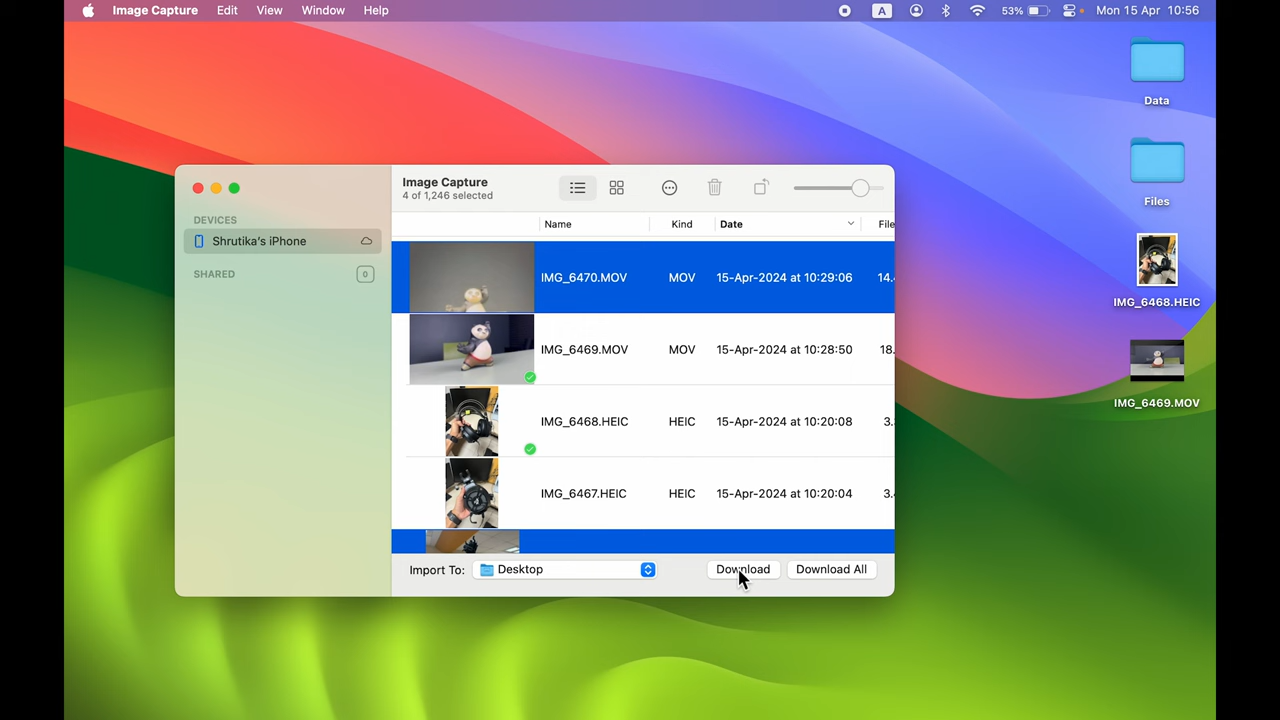 Image Capture Edit View Window Help A 53% Mon 15 Apr 10:56
Data
Files
IMG_6468.HEIC
IMG_6469.MOV
Image Capture
4 of 1,246 selected
DEVICES
Shrutika's iPhone
SHARED 0
Name Kind Date File
IMG_6470.MOV MOV 15-Apr-2024 at 10:29:06 14.
IMG_6469.MOV MOV 15-Apr-2024 at 10:28:50 18.
IMG_6468.HEIC HEIC 15-Apr-2024 at 10:20:08 3.
IMG_6467.HEIC HEIC 15-Apr-2024 at 10:20:04 3.
Import To: Desktop Download Download All